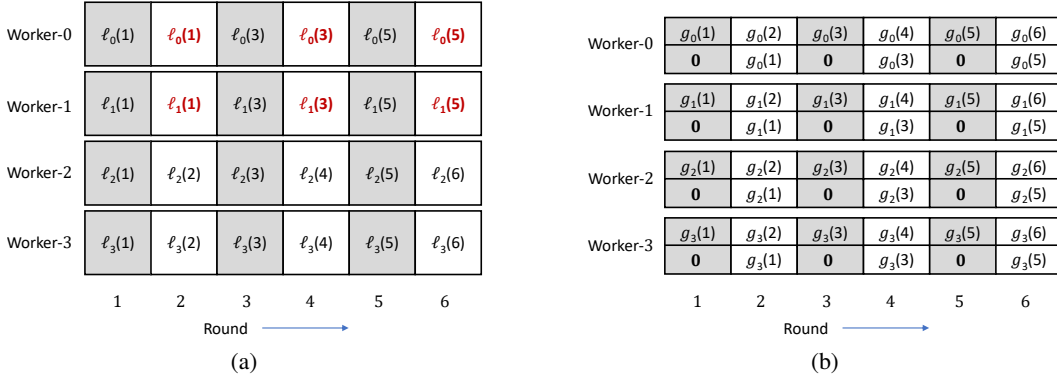 Worker-0 ℓ₀(1) ℓ₀(1) ℓ₀(3) ℓ₀(3) ℓ₀(5) ℓ₀(5)
Worker-1 ℓ₁(1) ℓ₁(1) ℓ₁(3) ℓ₁(3) ℓ₁(5) ℓ₁(5)
Worker-2 ℓ₂(1) ℓ₂(2) ℓ₂(3) ℓ₂(4) ℓ₂(5) ℓ₂(6)
Worker-3 ℓ₃(1) ℓ₃(2) ℓ₃(3) ℓ₃(4) ℓ₃(5) ℓ₃(6)
1 2 3 4 5 6
Round
(a)
Worker-0
g₀(1) g₀(2) g₀(3) g₀(4) g₀(5) g₀(6)
0 g₀(1) 0 g₀(3) 0 g₀(5)
Worker-1
g₁(1) g₁(2) g₁(3) g₁(4) g₁(5) g₁(6)
0 g₁(1) 0 g₁(3) 0 g₁(5)
Worker-2
g₂(1) g₂(2) g₂(3) g₂(4) g₂(5) g₂(6)
0 g₂(1) 0 g₂(3) 0 g₂(5)
Worker-3
g₃(1) g₃(2) g₃(3) g₃(4) g₃(5) g₃(6)
0 g₃(1) 0 g₃(3) 0 g₃(5)
1 2 3 4 5 6
Round
(b)